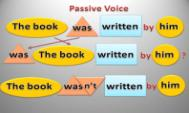 Passive Voice
The book was written by him
was The book written by him ?
The book wasn't written by him